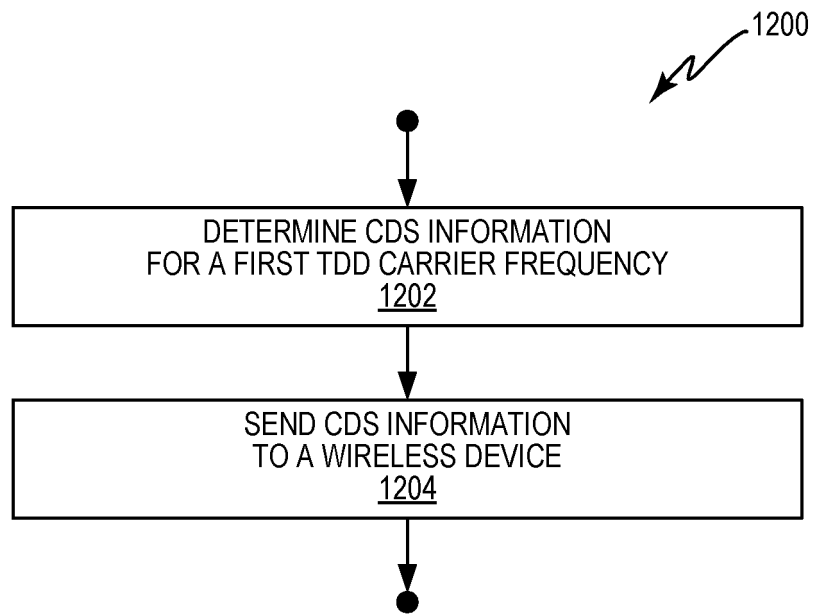 1200
DETERMINE CDS INFORMATION
FOR A FIRST TDD CARRIER FREQUENCY
1202
SEND CDS INFORMATION
TO A WIRELESS DEVICE
1204